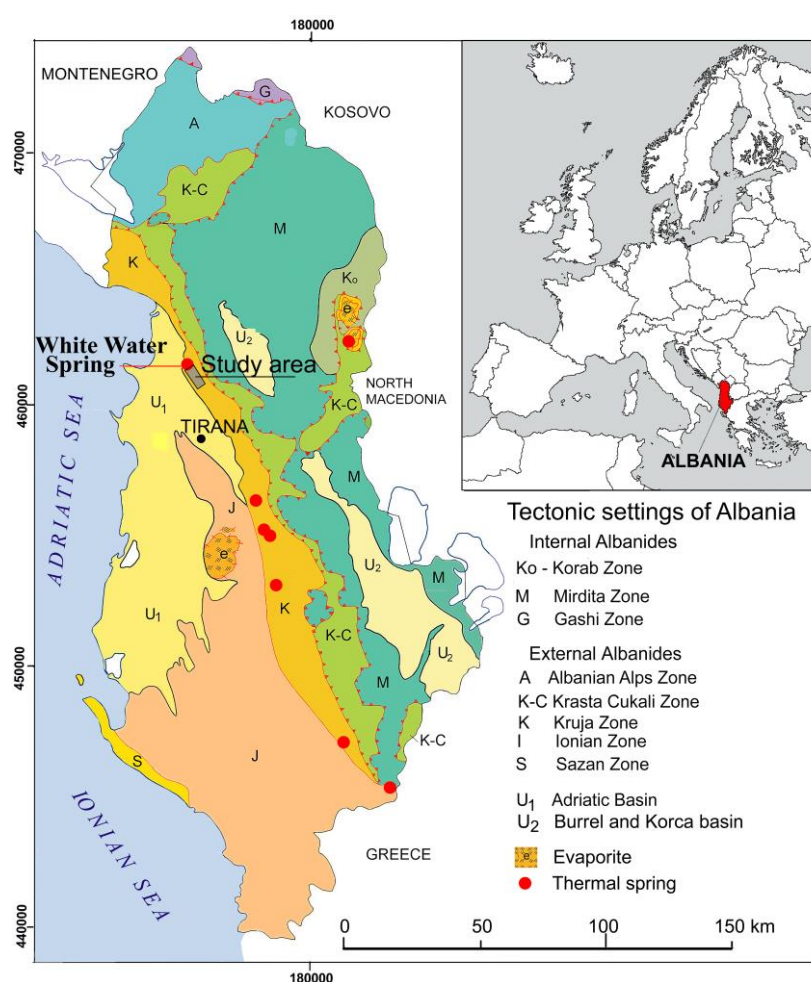 180000
MONTENEGRO
G
KOSOVO
A
470000
K-C
M
K
Ko
e
U2
White Water
Spring
Study area
NORTH
MACEDONIA
K-C
460000
U1
TIRANA
M
ADRIATIC SEA
J
e
U2
M
U1
K
K-C
U2
450000
M
K-C
S
J
IONIAN SEA
GREECE
440000
180000
ALBANIA
Tectonic settings of Albania
Internal Albanides
Ko - Korab Zone
M Mirdita Zone
G Gashi Zone
External Albanides
A Albanian Alps Zone
K-C Krasta Cukali Zone
K Kruja Zone
I Ionian Zone
S Sazan Zone
U1 Adriatic Basin
U2 Burrel and Korca basin
e Evaporite
Thermal spring
0 50 100 150 km